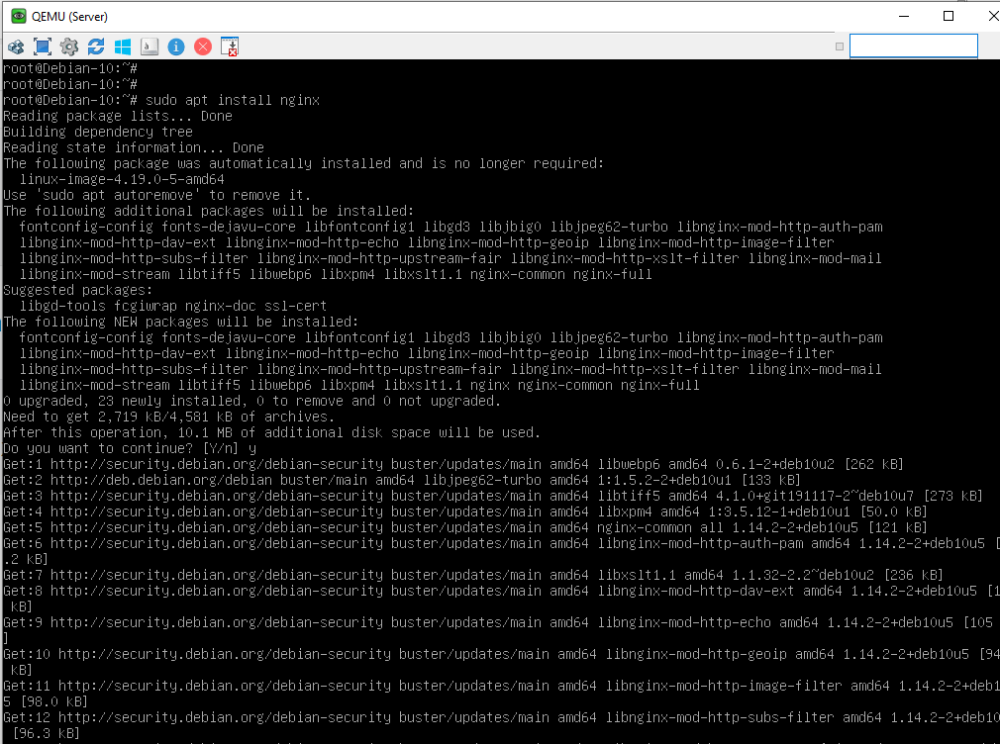 QEMU (Server)
root@Debian-10:~#
root@Debian-10:~#
root@Debian-10:~# sudo apt install nginx
Reading package lists... Done
Building dependency tree
Reading state information... Done
The following package was automatically installed and is no longer required:
  linux-image-4.19.0-5-amd64
Use 'sudo apt autoremove' to remove it.
The following additional packages will be installed:
  fontconfig-config fonts-dejavu-core libfontconfig1 libgd3 libjbig0 libjpeg62-turbo libnginx-mod-http-auth-pam
  libnginx-mod-http-dav-ext libnginx-mod-http-echo libnginx-mod-http-geoip libnginx-mod-http-image-filter
  libnginx-mod-http-subs-filter libnginx-mod-http-upstream-fair libnginx-mod-http-xslt-filter libnginx-mod-mail
  libnginx-mod-stream libtiff5 libwebp6 libxpm4 libxslt1.1 nginx-common nginx-full
Suggested packages:
  libgd-tools fcgiwrap nginx-doc ssl-cert
The following NEW packages will be installed:
  fontconfig-config fonts-dejavu-core libfontconfig1 libgd3 libjbig0 libjpeg62-turbo libnginx-mod-http-auth-pam
  libnginx-mod-http-dav-ext libnginx-mod-http-echo libnginx-mod-http-geoip libnginx-mod-http-image-filter
  libnginx-mod-http-subs-filter libnginx-mod-http-upstream-fair libnginx-mod-http-xslt-filter libnginx-mod-mail
  libnginx-mod-stream libtiff5 libwebp6 libxpm4 libxslt1.1 nginx nginx-common nginx-full
0 upgraded, 23 newly installed, 0 to remove and 0 not upgraded.
Need to get 2,719 kB/4,581 kB of archives.
After this operation, 10.1 MB of additional disk space will be used.
Do you want to continue? [Y/n] y
Get:1 http://security.debian.org/debian-security buster/updates/main amd64 libwebp6 amd64 0.6.1-2+deb10u2 [262 kB]
Get:2 http://deb.debian.org/debian buster/main amd64 libjpeg62-turbo amd64 1:1.5.2-2+deb10u1 [133 kB]
Get:3 http://security.debian.org/debian-security buster/updates/main amd64 libtiff5 amd64 4.1.0+git191117-2~deb10u7 [273 kB]
Get:4 http://security.debian.org/debian-security buster/updates/main amd64 libxpm4 amd64 1:3.5.12-1+deb10u1 [50.0 kB]
Get:5 http://security.debian.org/debian-security buster/updates/main amd64 nginx-common all 1.14.2-2+deb10u5 [121 kB]
Get:6 http://security.debian.org/debian-security buster/updates/main amd64 libnginx-mod-http-auth-pam amd64 1.14.2-2+deb10u5 [
.2 kB]
Get:7 http://security.debian.org/debian-security buster/updates/main amd64 libxslt1.1 amd64 1.1.32-2.2~deb10u2 [236 kB]
Get:8 http://security.debian.org/debian-security buster/updates/main amd64 libnginx-mod-http-dav-ext amd64 1.14.2-2+deb10u5 [1
 kB]
Get:9 http://security.debian.org/debian-security buster/updates/main amd64 libnginx-mod-http-echo amd64 1.14.2-2+deb10u5 [105
]
Get:10 http://security.debian.org/debian-security buster/updates/main amd64 libnginx-mod-http-geoip amd64 1.14.2-2+deb10u5 [94
 kB]
Get:11 http://security.debian.org/debian-security buster/updates/main amd64 libnginx-mod-http-image-filter amd64 1.14.2-2+deb1
5 [98.0 kB]
Get:12 http://security.debian.org/debian-security buster/updates/main amd64 libnginx-mod-http-subs-filter amd64 1.14.2-2+deb10
 [96.3 kB]